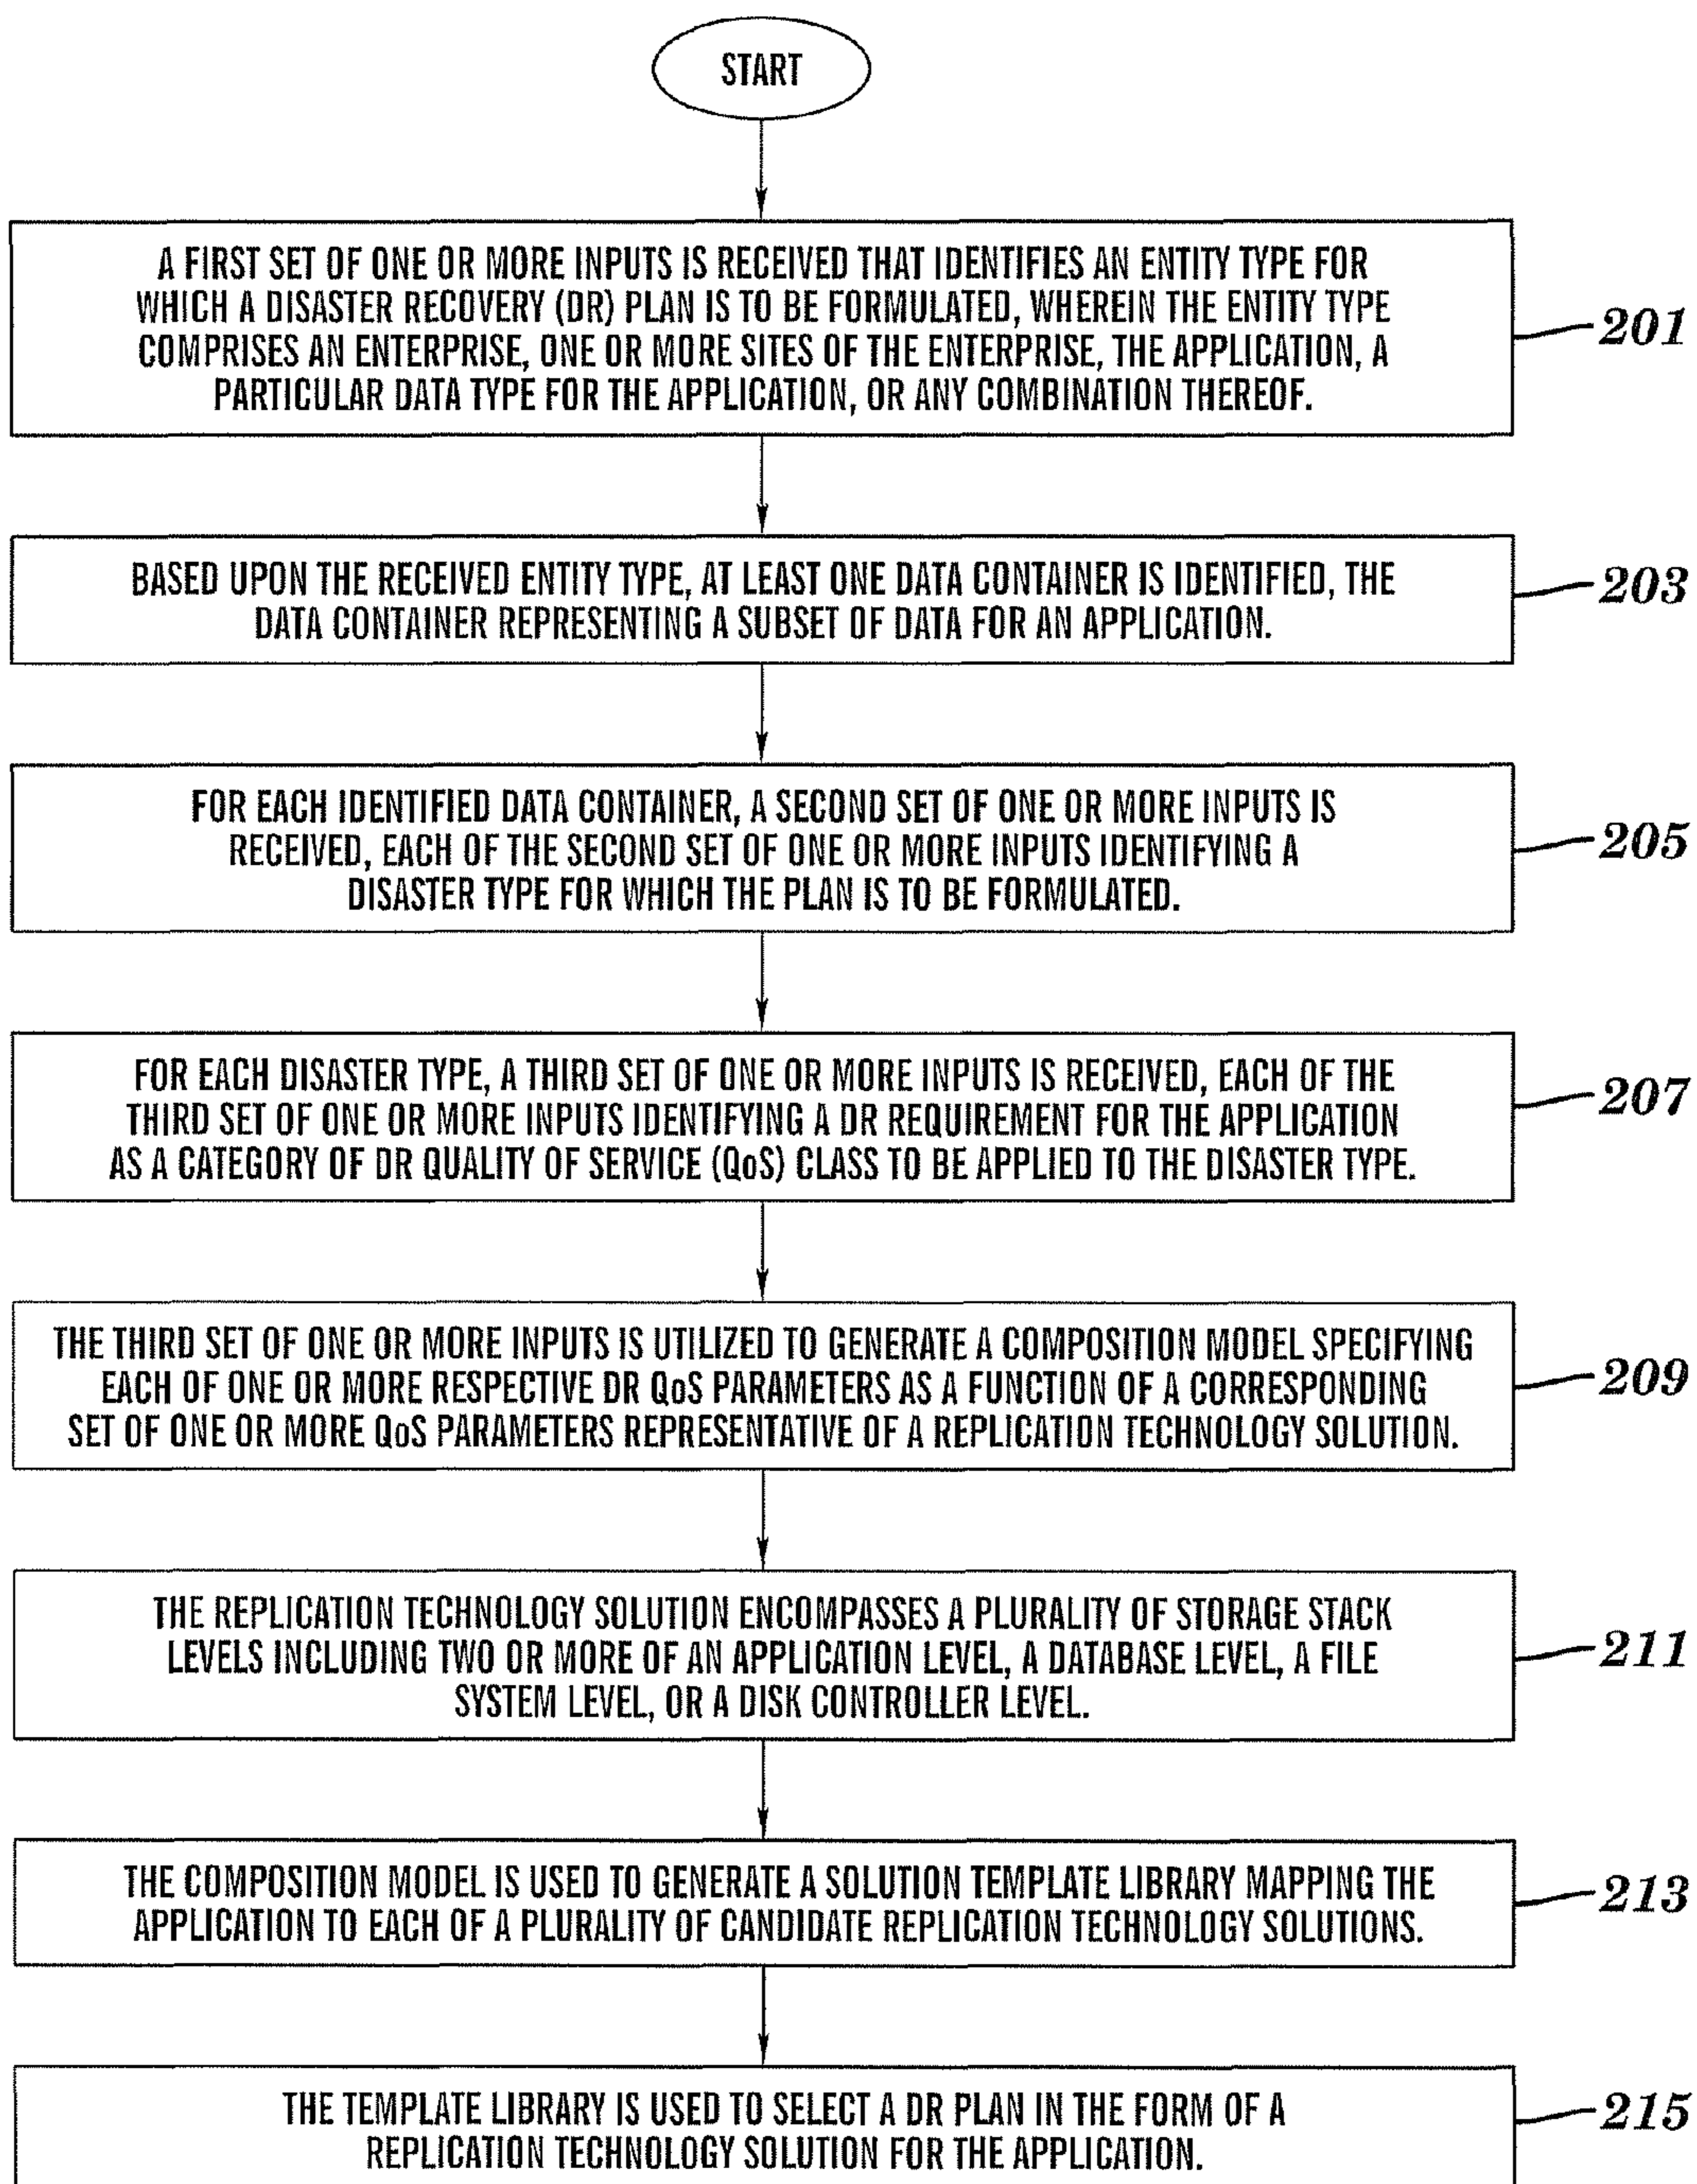 START
A FIRST SET OF ONE OR MORE INPUTS IS RECEIVED THAT IDENTIFIES AN ENTITY TYPE FOR
WHICH A DISASTER RECOVERY (DR) PLAN IS TO BE FORMULATED, WHEREIN THE ENTITY TYPE
COMPRISES AN ENTERPRISE, ONE OR MORE SITES OF THE ENTERPRISE, THE APPLICATION, A
PARTICULAR DATA TYPE FOR THE APPLICATION, OR ANY COMBINATION THEREOF.
201
BASED UPON THE RECEIVED ENTITY TYPE, AT LEAST ONE DATA CONTAINER IS IDENTIFIED, THE
DATA CONTAINER REPRESENTING A SUBSET OF DATA FOR AN APPLICATION.
203
FOR EACH IDENTIFIED DATA CONTAINER, A SECOND SET OF ONE OR MORE INPUTS IS
RECEIVED, EACH OF THE SECOND SET OF ONE OR MORE INPUTS IDENTIFYING A
DISASTER TYPE FOR WHICH THE PLAN IS TO BE FORMULATED.
205
FOR EACH DISASTER TYPE, A THIRD SET OF ONE OR MORE INPUTS IS RECEIVED, EACH OF THE
THIRD SET OF ONE OR MORE INPUTS IDENTIFYING A DR REQUIREMENT FOR THE APPLICATION
AS A CATEGORY OF DR QUALITY OF SERVICE (QoS) CLASS TO BE APPLIED TO THE DISASTER TYPE.
207
THE THIRD SET OF ONE OR MORE INPUTS IS UTILIZED TO GENERATE A COMPOSITION MODEL SPECIFYING
EACH OF ONE OR MORE RESPECTIVE DR QoS PARAMETERS AS A FUNCTION OF A CORRESPONDING
SET OF ONE OR MORE QoS PARAMETERS REPRESENTATIVE OF A REPLICATION TECHNOLOGY SOLUTION.
209
THE REPLICATION TECHNOLOGY SOLUTION ENCOMPASSES A PLURALITY OF STORAGE STACK
LEVELS INCLUDING TWO OR MORE OF AN APPLICATION LEVEL, A DATABASE LEVEL, A FILE
SYSTEM LEVEL, OR A DISK CONTROLLER LEVEL.
211
THE COMPOSITION MODEL IS USED TO GENERATE A SOLUTION TEMPLATE LIBRARY MAPPING THE
APPLICATION TO EACH OF A PLURALITY OF CANDIDATE REPLICATION TECHNOLOGY SOLUTIONS.
213
THE TEMPLATE LIBRARY IS USED TO SELECT A DR PLAN IN THE FORM OF A
REPLICATION TECHNOLOGY SOLUTION FOR THE APPLICATION.
215